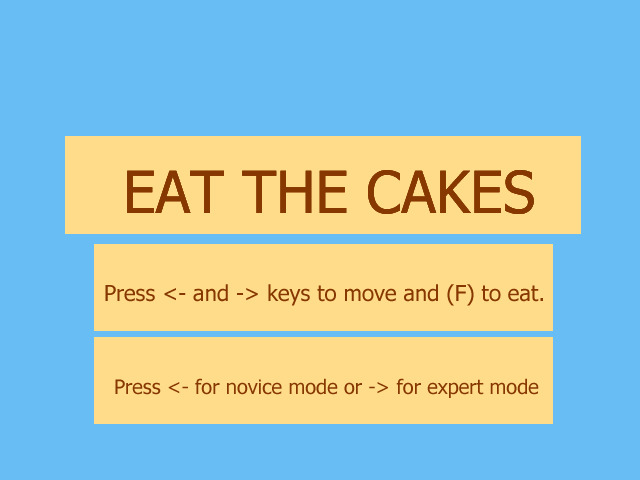 EAT THE CAKES
Press <- and -> keys to move and (F) to eat.
Press <- for novice mode or -> for expert mode